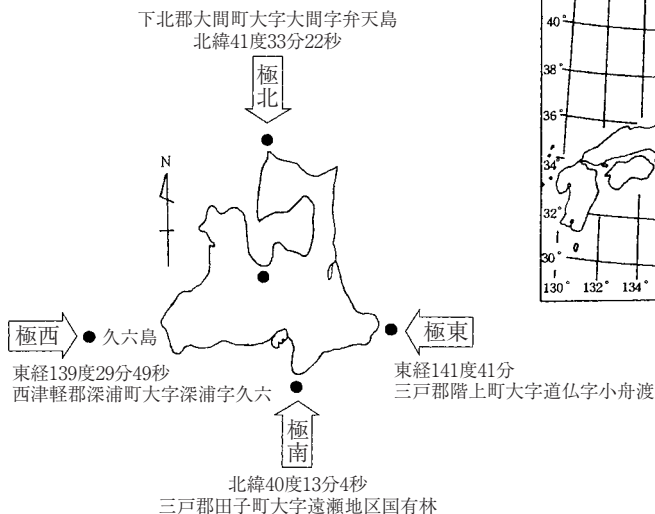 下北郡大間町大字大間字弁天島
北緯41度33分22秒
極北
N
極西
久六島
東経139度29分49秒
西津軽郡深浦町大字深浦字久六
極東
東経141度41分
三戸郡階上町大字道仏字小舟渡
極南
北緯40度13分4秒
三戸郡田子町大字遠瀬地区国有林
40°
38°
36°
34°
32°
30°
130° 132° 134°